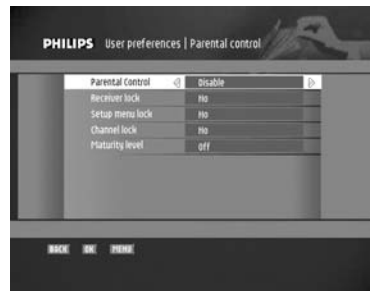 PHILIPS User preferences | Parental control
Parental Control Disable
Receiver lock No
Setup menu lock No
Channel lock No
Maturity level Off
BACK OK MENU